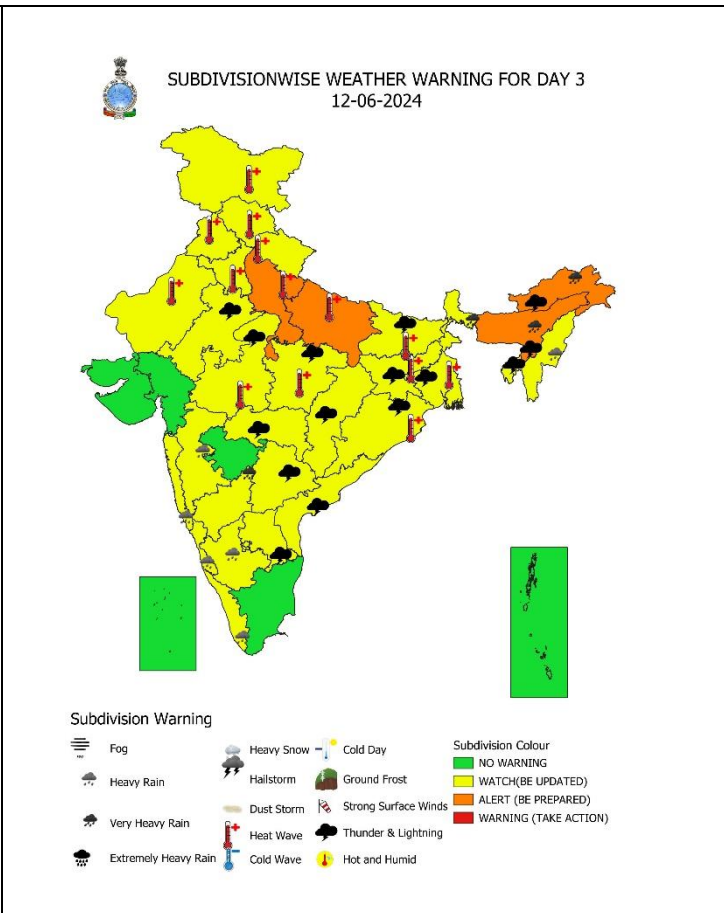 SUBDIVISIONWISE WEATHER WARNING FOR DAY 3
12-06-2024
Subdivision Warning
Fog
Heavy Rain
Very Heavy Rain
Extremely Heavy Rain
Heavy Snow
Hailstorm
Dust Storm
Heat Wave
Cold Wave
Cold Day
Ground Frost
Strong Surface Winds
Thunder & Lightning
Hot and Humid
Subdivision Colour
NO WARNING
WATCH(BE UPDATED)
ALERT (BE PREPARED)
WARNING (TAKE ACTION)